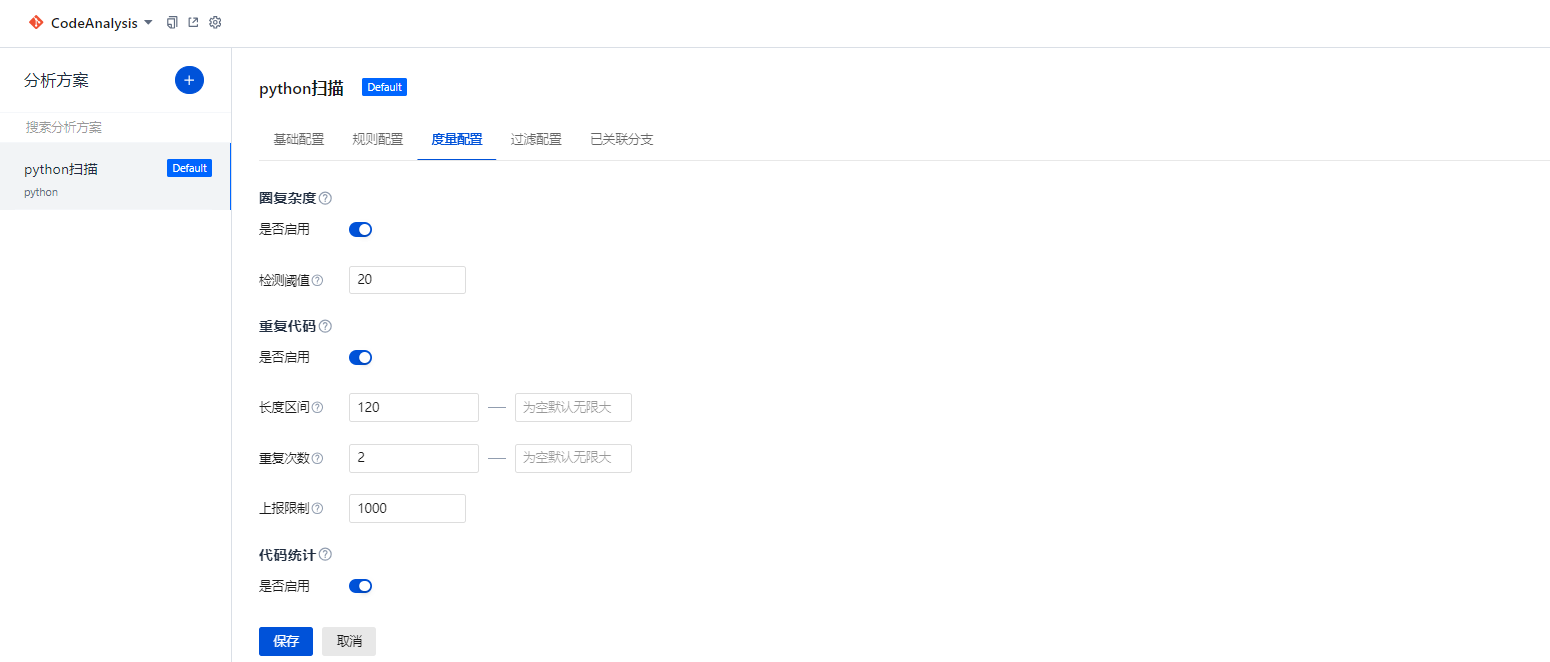 CodeAnalysis
分析方案
搜索分析方案
python扫描 Default
python
python扫描 Default
基础配置 规则配置 度量配置 过滤配置 已关联分支
圈复杂度
是否启用
检测阈值 20
重复代码
是否启用
长度区间 120 — 为空默认无限大
重复次数 2 — 为空默认无限大
上报限制 1000
代码统计
是否启用
保存 取消